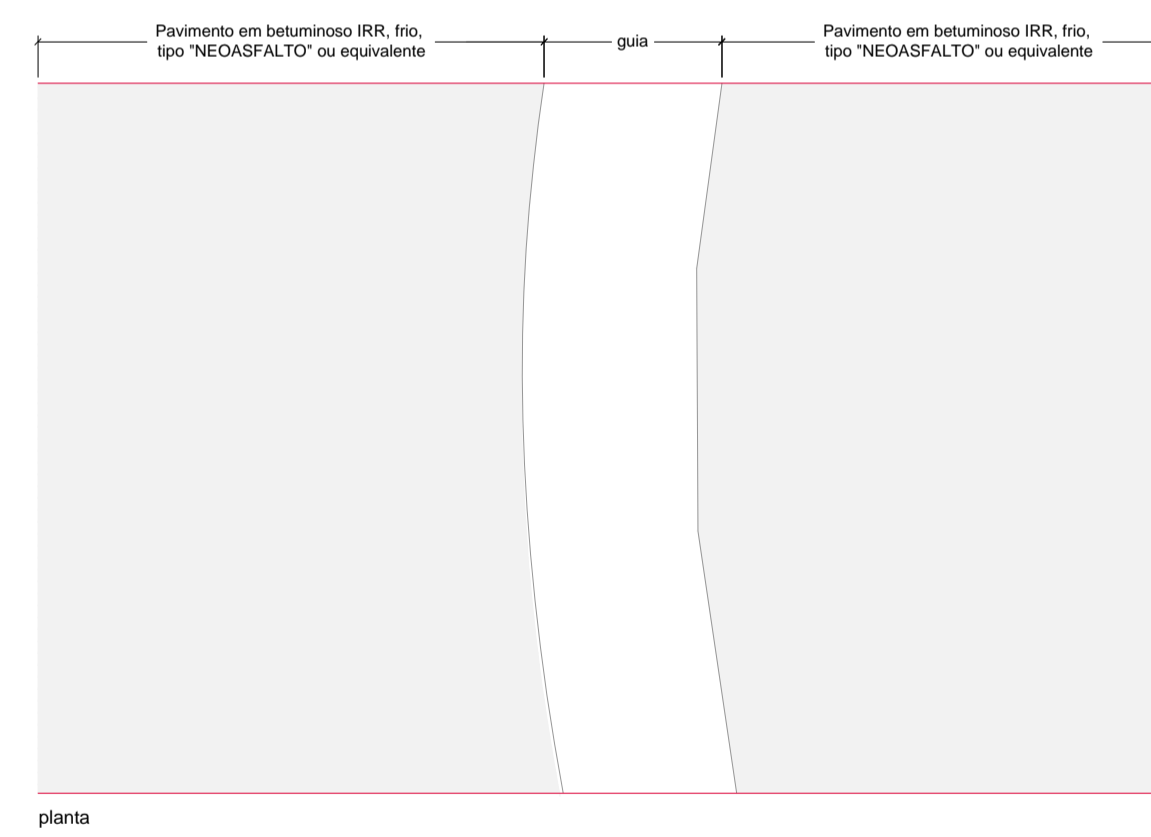 Pavimento em betuminoso IRR, frio,
tipo "NEOASFALTO" ou equivalente
guia
Pavimento em betuminoso IRR, frio,
tipo "NEOASFALTO" ou equivalente
planta